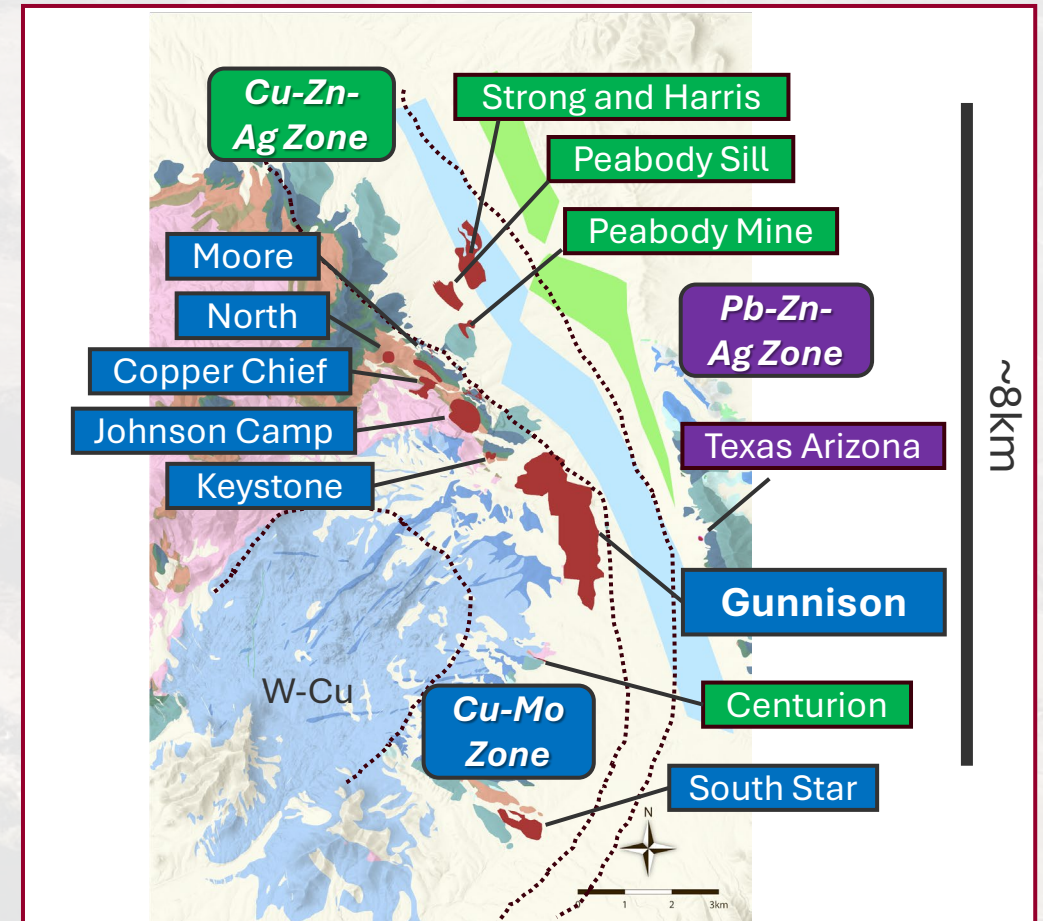 Cu-Zn-
Ag Zone
Strong and Harris
Peabody Sill
Peabody Mine
Moore
North
Copper Chief
Johnson Camp
Keystone
Pb-Zn-
Ag Zone
~8km
Texas Arizona
Gunnison
W-Cu
Cu-Mo
Zone
Centurion
South Star
N
1 2 3km